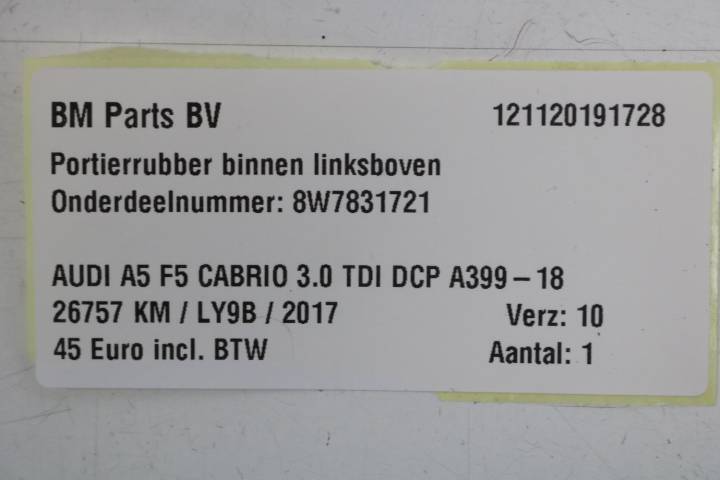 BM Parts BV 121120191728
Portierrubber binnen linksboven
Onderdeelnummer: 8W7831721
AUDI A5 F5 CABRIO 3.0 TDI DCP A399 – 18
26757 KM / LY9B / 2017 Verz: 10
45 Euro incl. BTW Aantal: 1